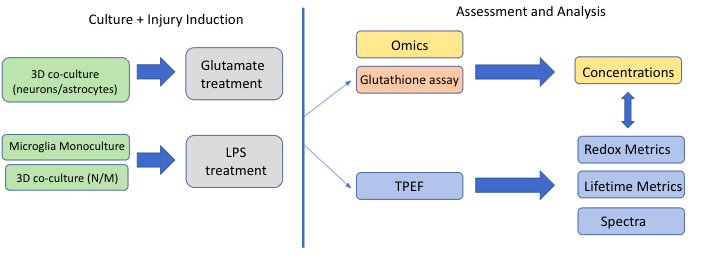 Culture + Injury Induction
3D co-culture
(neurons/astrocytes)
Glutamate
treatment
Microglia Monoculture
3D co-culture (N/M)
LPS
treatment
Assessment and Analysis
Omics
Glutathione assay
Concentrations
TPEF
Redox Metrics
Lifetime Metrics
Spectra